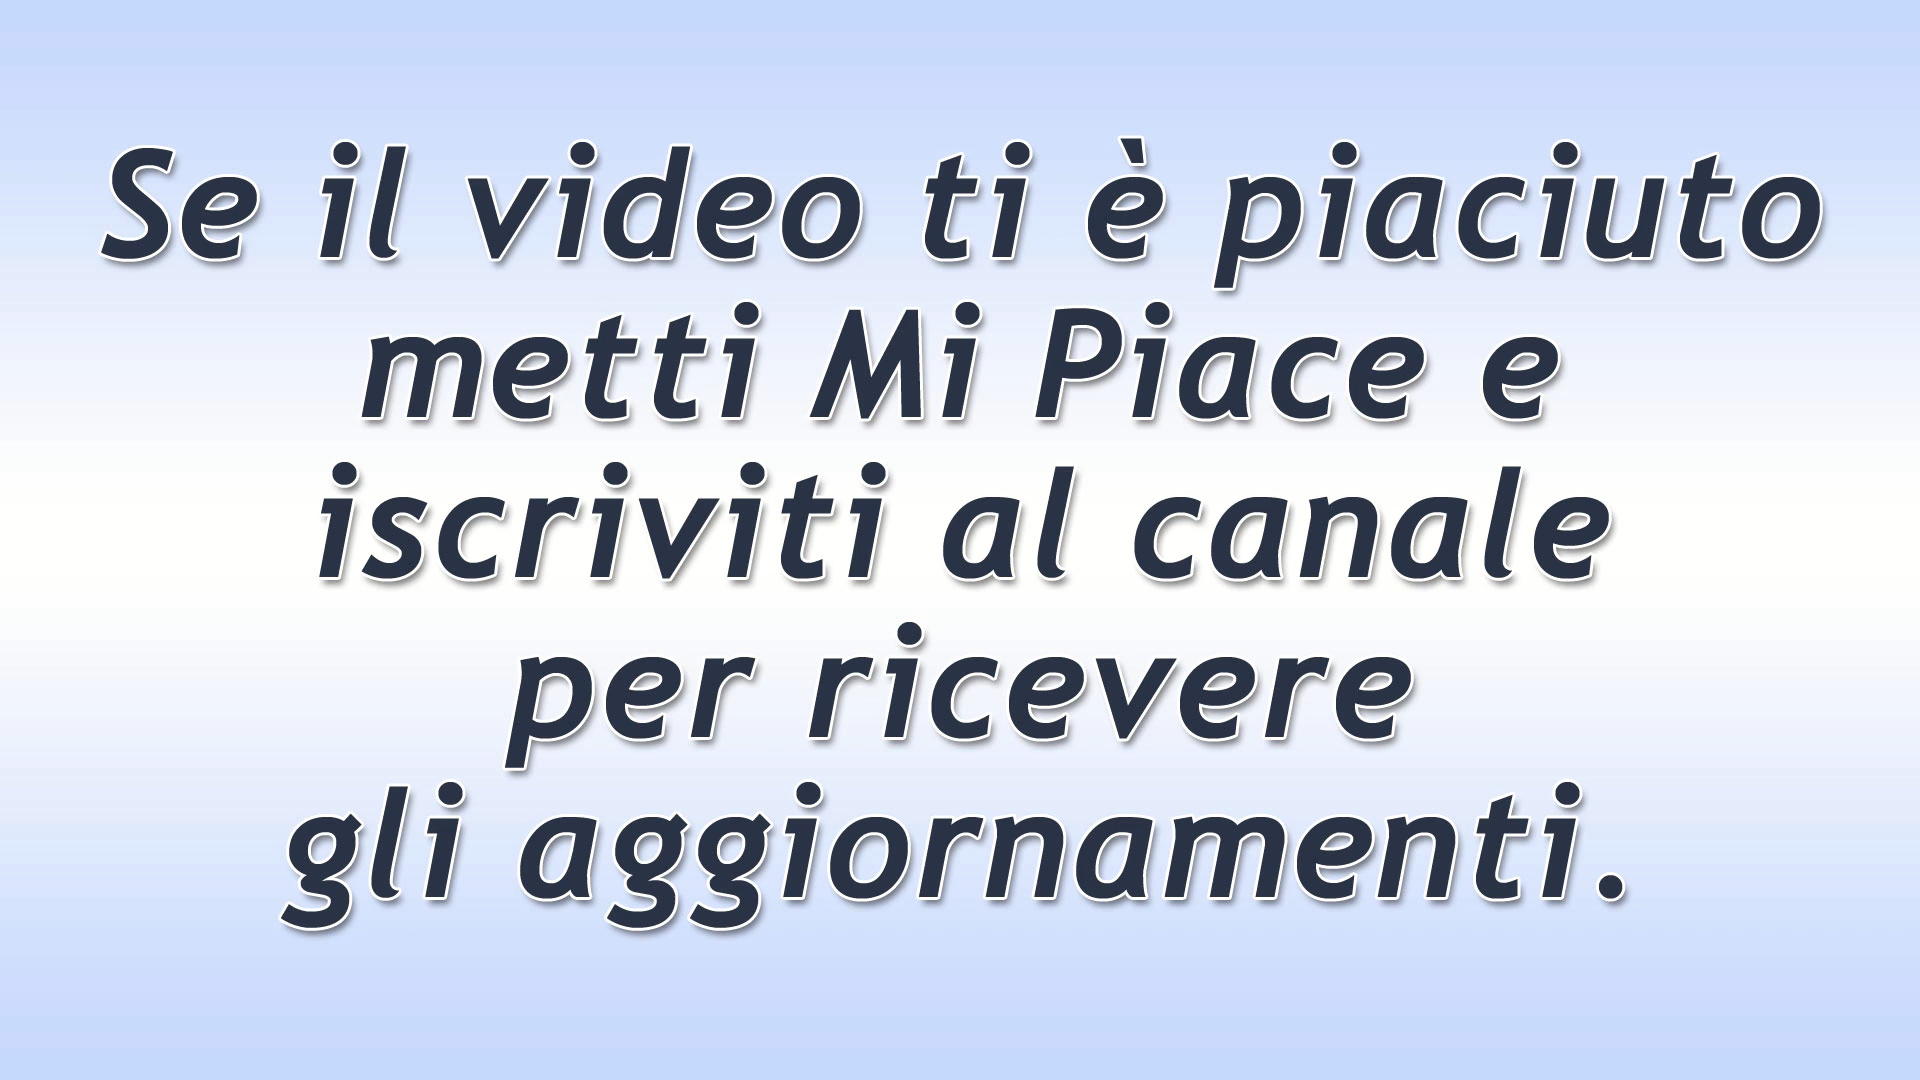 Se il video ti è piaciuto
metti Mi Piace e
iscriviti al canale
per ricevere
gli aggiornamenti.